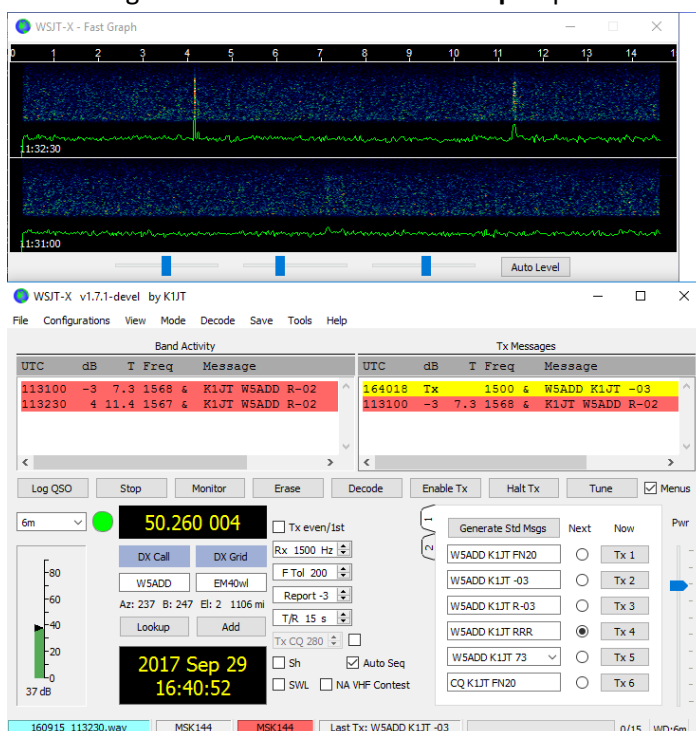 WSJT-X - Fast Graph
0 1 2 3 4 5 6 7 8 9 10 11 12 13 14
11:32:30
11:31:00
Auto Level
WSJT-X v1.7.1-devel by K1JT
File Configurations View Mode Decode Save Tools Help
Band Activity Tx Messages
UTC dB T Freq Message UTC dB T Freq Message
113100 -3 7.3 1568 & K1JT W5ADD R-02 164018 Tx 1500 & W5ADD K1JT -03
113230 4 11.4 1567 & K1JT W5ADD R-02 113100 -3 7.3 1568 & K1JT W5ADD R-02
Log QSO Stop Monitor Erase Decode Enable Tx Halt Tx Tune Menus
6m 50.260 004 Tx even/1st 1 Generate Std Msgs Next Now Pwr
DX Call DX Grid Rx 1500 Hz 2 W5ADD K1JT FN20 Tx 1
-80 W5ADD EM40wl F Tol 200 W5ADD K1JT -03 Tx 2
-60 Az: 237 B: 247 El: 2 1106 mi Report -3 W5ADD K1JT R-03 Tx 3
-40 Lookup Add T/R 15 s W5ADD K1JT RRR Tx 4
-20 2017 Sep 29 Tx CQ 280 W5ADD K1JT 73 Tx 5
-0 16:40:52 Sh Auto Seq CQ K1JT FN20 Tx 6
37 dB SWL NA VHF Contest
160915_113230.wav MSK144 MSK144 Last Tx: W5ADD K1JT -03 0/15 WD:6m